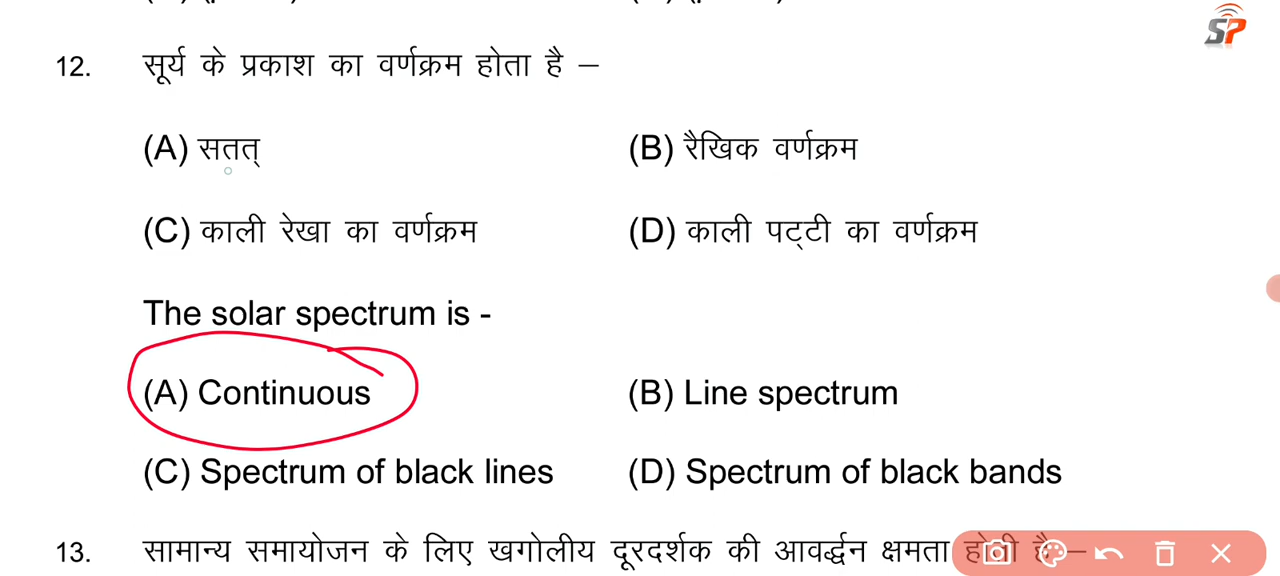 SP
12. सूर्य के प्रकाश का वर्णक्रम होता है –
(A) सतत् (B) रैखिक वर्णक्रम
(C) काली रेखा का वर्णक्रम (D) काली पट्टी का वर्णक्रम
The solar spectrum is -
(A) Continuous (B) Line spectrum
(C) Spectrum of black lines (D) Spectrum of black bands
13. सामान्य समायोजन के लिए खगोलीय दूरदर्शक की आवर्द्धन क्षमता होती है –